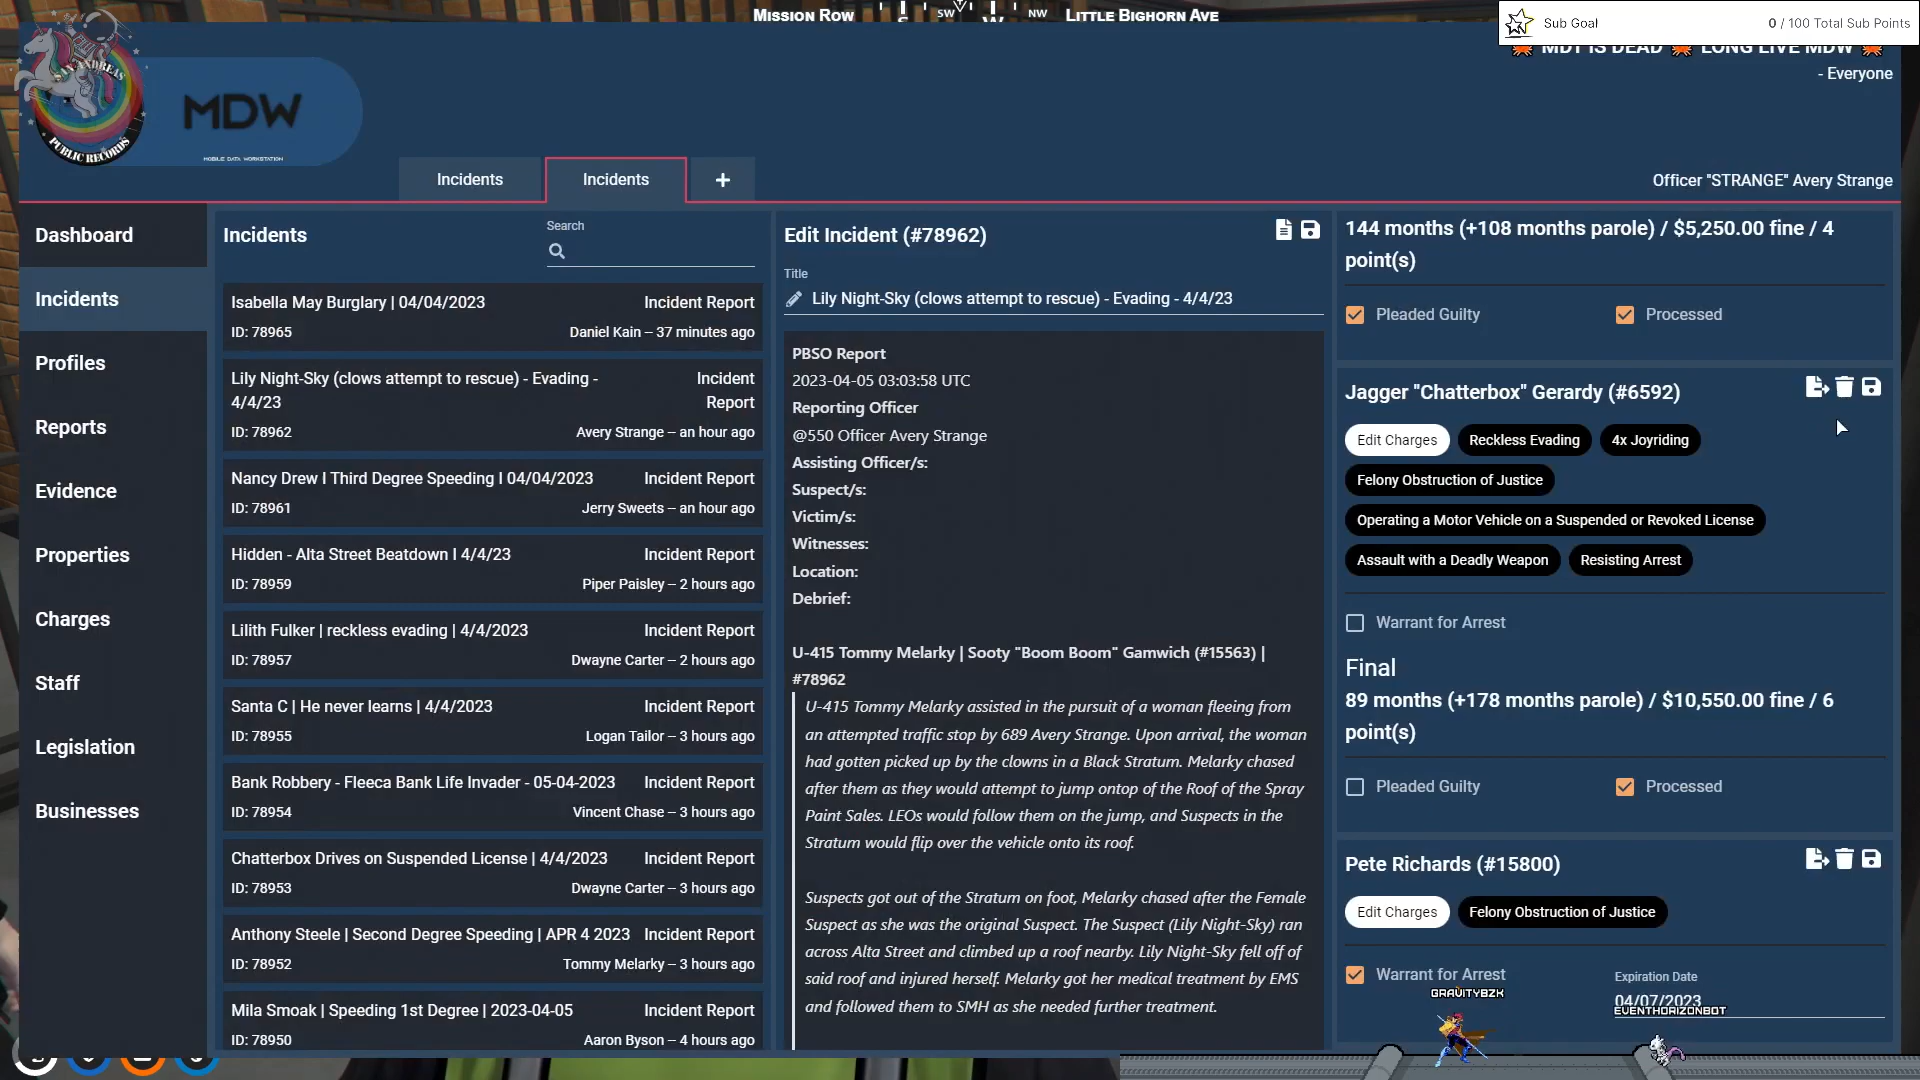 Mission Row
S
SW
W
NW
Little Bighorn Ave
Sub Goal
0 / 100 Total Sub Points
MDT IS DEAD
LONG LIVE MDW
- Everyone
SAN ANDREAS
PUBLIC RECORDS
MDW
MOBILE DATA WORKSTATION
Incidents
Incidents
+
Officer "STRANGE" Avery Strange
Dashboard
Incidents
Profiles
Reports
Evidence
Properties
Charges
Staff
Legislation
Businesses
Incidents
Search
Isabella May Burglary | 04/04/2023
Incident Report
ID: 78965
Daniel Kain – 37 minutes ago
Lily Night-Sky (clows attempt to rescue) - Evading -
4/4/23
Incident
Report
ID: 78962
Avery Strange – an hour ago
Nancy Drew I Third Degree Speeding I 04/04/2023
Incident Report
ID: 78961
Jerry Sweets – an hour ago
Hidden - Alta Street Beatdown I 4/4/23
Incident Report
ID: 78959
Piper Paisley – 2 hours ago
Lilith Fulker | reckless evading | 4/4/2023
Incident Report
ID: 78957
Dwayne Carter – 2 hours ago
Santa C | He never learns | 4/4/2023
Incident Report
ID: 78955
Logan Tailor – 3 hours ago
Bank Robbery - Fleeca Bank Life Invader - 05-04-2023
Incident Report
ID: 78954
Vincent Chase – 3 hours ago
Chatterbox Drives on Suspended License | 4/4/2023
Incident Report
ID: 78953
Dwayne Carter – 3 hours ago
Anthony Steele | Second Degree Speeding | APR 4 2023
Incident Report
ID: 78952
Tommy Melarky – 3 hours ago
Mila Smoak | Speeding 1st Degree | 2023-04-05
Incident Report
ID: 78950
Aaron Byson – 4 hours ago
Edit Incident (#78962)
Title
Lily Night-Sky (clows attempt to rescue) - Evading - 4/4/23
PBSO Report
2023-04-05 03:03:58 UTC
Reporting Officer
@550 Officer Avery Strange
Assisting Officer/s:
Suspect/s:
Victim/s:
Witnesses:
Location:
Debrief:
U-415 Tommy Melarky | Sooty "Boom Boom" Gamwich (#15563) |
#78962
U-415 Tommy Melarky assisted in the pursuit of a woman fleeing from
an attempted traffic stop by 689 Avery Strange. Upon arrival, the woman
had gotten picked up by the clowns in a Black Stratum. Melarky chased
after them as they would attempt to jump ontop of the Roof of the Spray
Paint Sales. LEOs would follow them on the jump, and Suspects in the
Stratum would flip over the vehicle onto its roof.
Suspects got out of the Stratum on foot, Melarky chased after the Female
Suspect as she was the original Suspect. The Suspect (Lily Night-Sky) ran
across Alta Street and climbed up a roof nearby. Lily Night-Sky fell off of
said roof and injured herself. Melarky got her medical treatment by EMS
and followed them to SMH as she needed further treatment.
144 months (+108 months parole) / $5,250.00 fine / 4
point(s)
Pleaded Guilty
Processed
Jagger "Chatterbox" Gerardy (#6592)
Edit Charges
Reckless Evading
4x Joyriding
Felony Obstruction of Justice
Operating a Motor Vehicle on a Suspended or Revoked License
Assault with a Deadly Weapon
Resisting Arrest
Warrant for Arrest
Final
89 months (+178 months parole) / $10,550.00 fine / 6
point(s)
Pleaded Guilty
Processed
Pete Richards (#15800)
Edit Charges
Felony Obstruction of Justice
Warrant for Arrest
Expiration Date
04/07/2023
GRAVITYBZK
EVENTHORIZONBOT